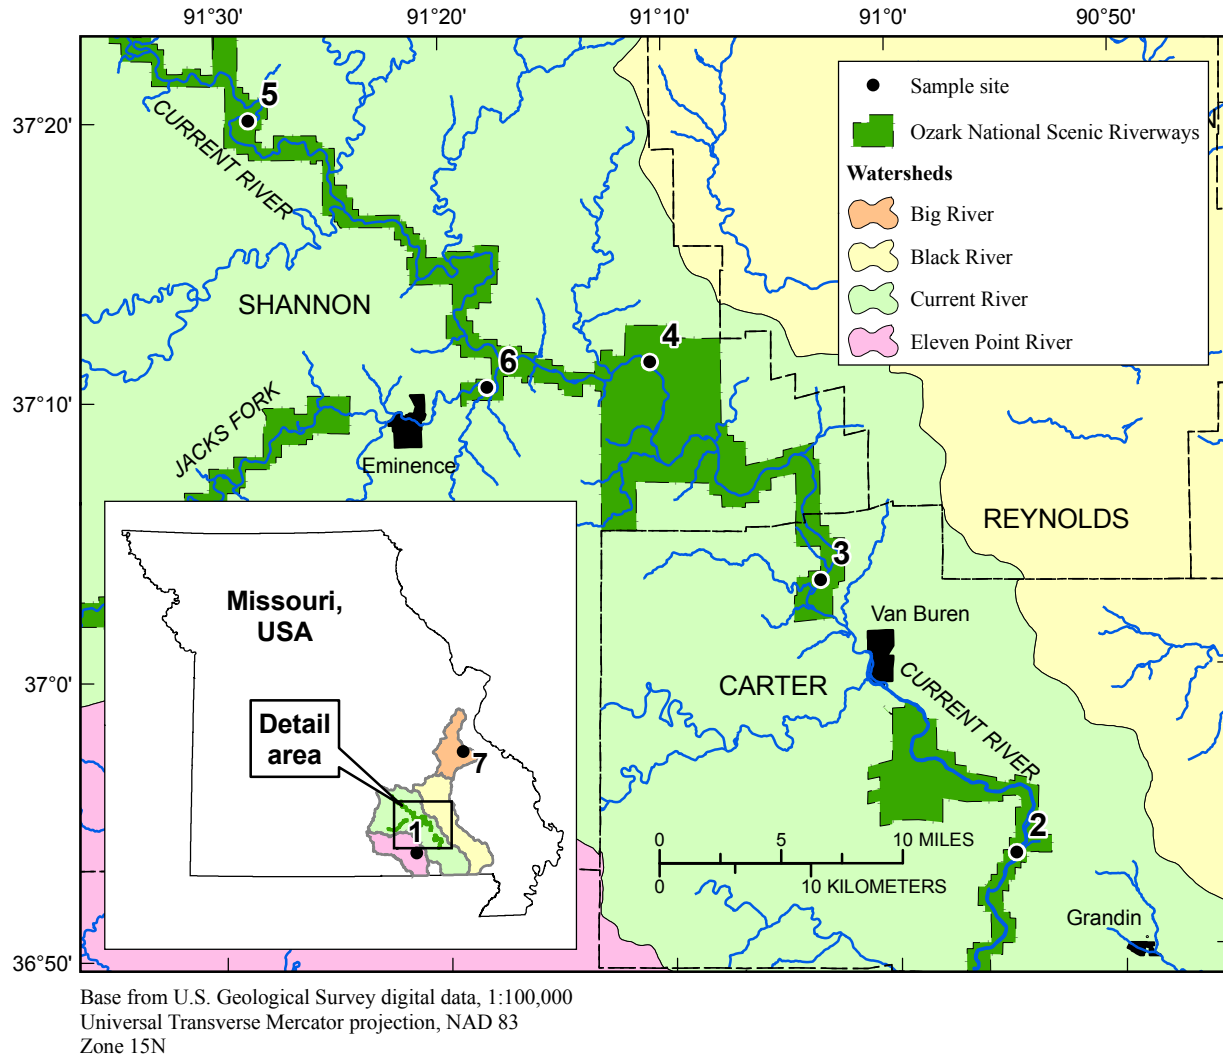 91°30'
91°20'
91°10'
91°0'
90°50'
37°20'
37°10'
37°0'
36°50'
Sample site
Ozark National Scenic Riverways
Watersheds
Big River
Black River
Current River
Eleven Point River
5
CURRENT RIVER
SHANNON
4
6
JACKS FORK
Eminence
REYNOLDS
3
Van Buren
CARTER
CURRENT RIVER
2
Grandin
Missouri,
USA
Detail
area
7
1
0 5 10 MILES
0 10 KILOMETERS
Base from U.S. Geological Survey digital data, 1:100,000
Universal Transverse Mercator projection, NAD 83
Zone 15N